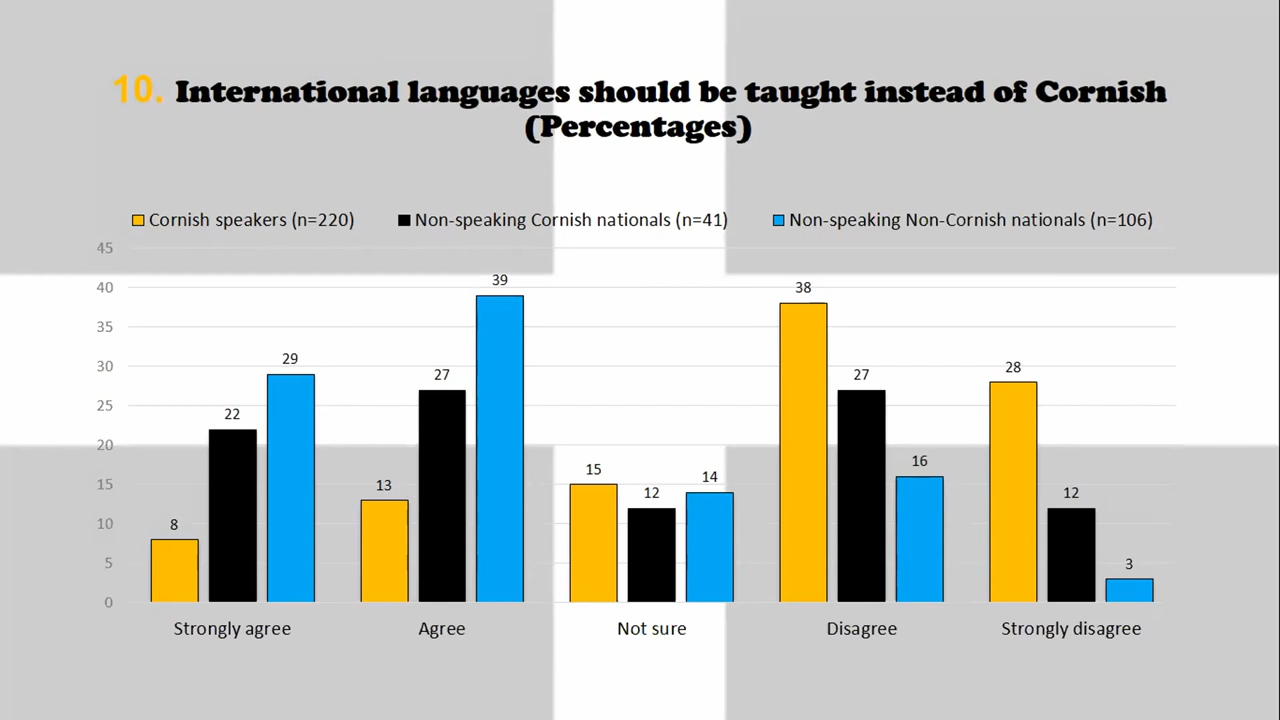 10. International languages should be taught instead of Cornish
(Percentages)
Cornish speakers (n=220) Non-speaking Cornish nationals (n=41) Non-speaking Non-Cornish nationals (n=106)
45
40
35
30
25
20
15
10
5
0
8 22 29
13 27 39
15 12 14
38 27 16
28 12 3
Strongly agree Agree Not sure Disagree Strongly disagree